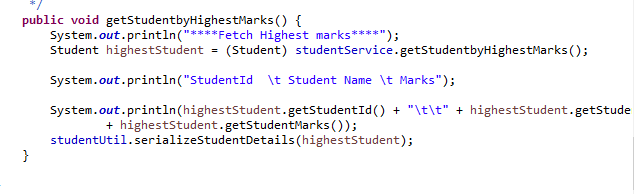 */
public void getStudentbyHighestMarks() {
System.out.println("****Fetch Highest marks****");
Student highestStudent = (Student) studentService.getStudentbyHighestMarks();
System.out.println("StudentId  \t Student Name \t Marks");
System.out.println(highestStudent.getStudentId() + "\t\t" + highestStudent.getStude
+ highestStudent.getStudentMarks());
studentUtil.serializeStudentDetails(highestStudent);
}